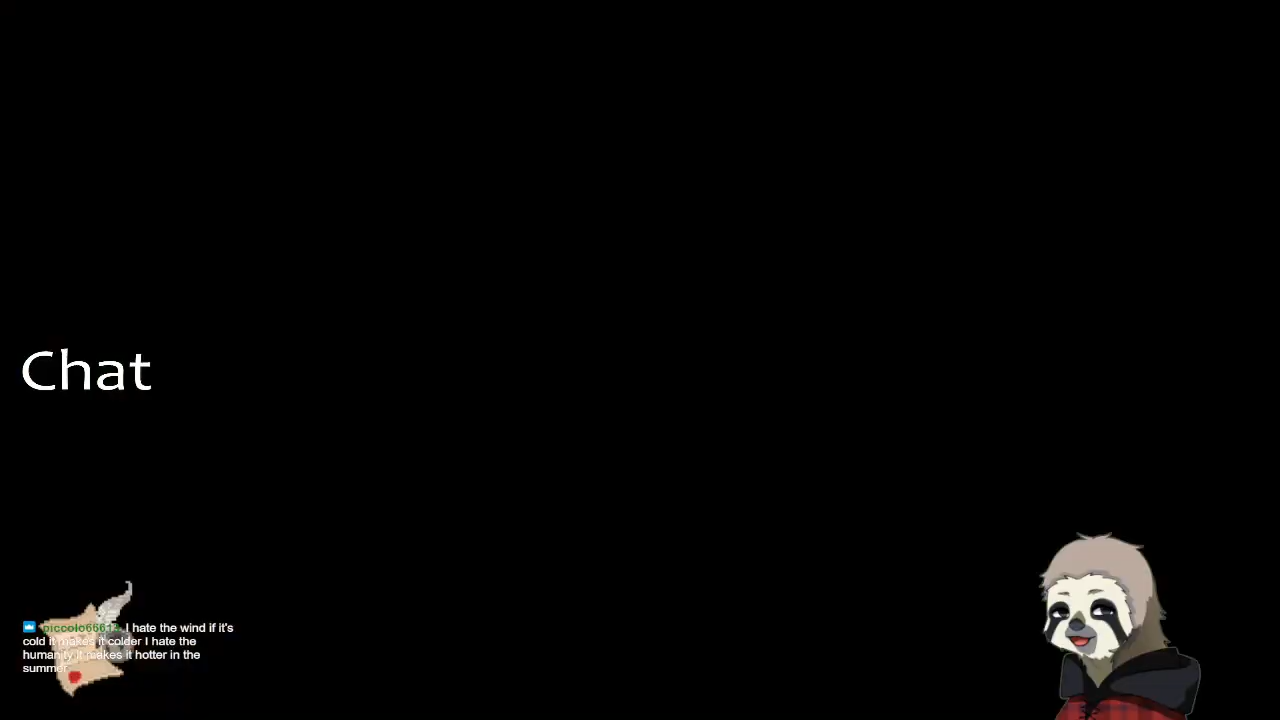 Chat
piccolo66613: I hate the wind if it's
cold it makes it colder I hate the
humanity it makes it hotter in the
summer